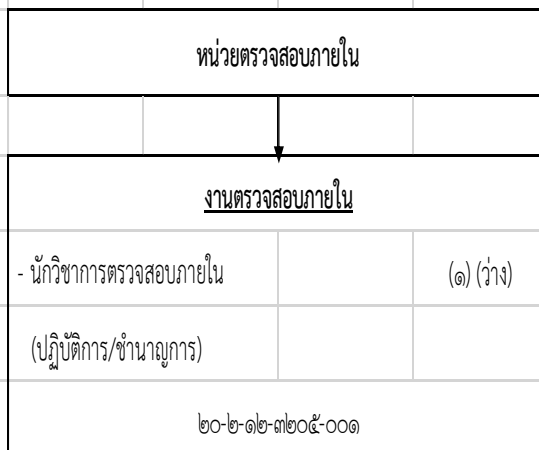 หน่วยตรวจสอบภายใน
งานตรวจสอบภายใน
- นักวิชาการตรวจสอบภายใน (๑) (ว่าง)
(ปฏิบัติการ/ชำนาญการ)
๒๐-๒-๑๒-๓๒๐๕-๐๐๑